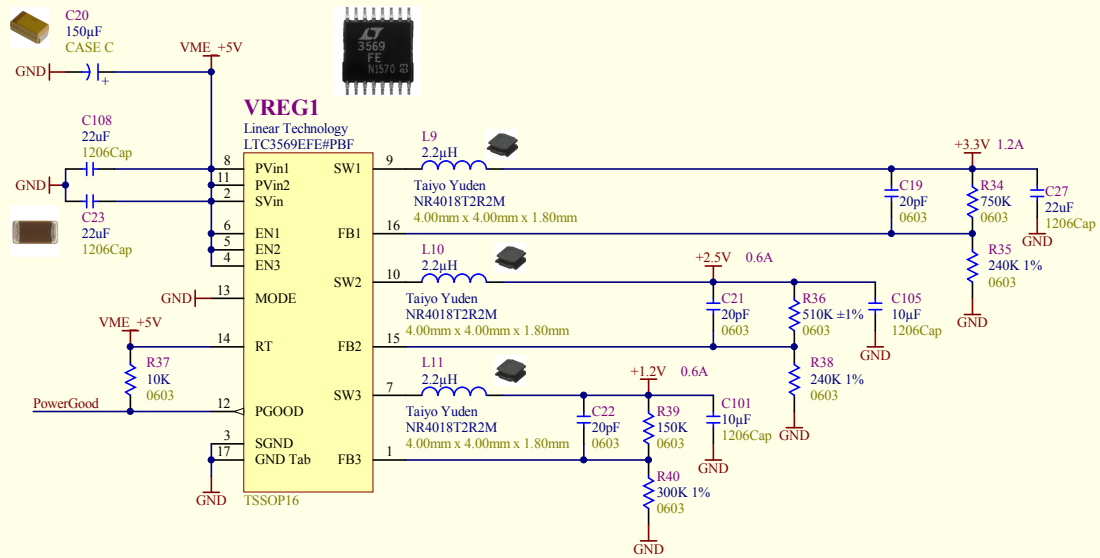 C20
150µF
CASE C
GND
+
VME_+5V
LT
3569
FE
N1570 e3
VREG1
Linear Technology
LTC3569EFE#PBF
C108
22uF
1206Cap
GND
C23
22uF
1206Cap
8 PVin1
11 PVin2
2 SVin
6 EN1
5 EN2
4 EN3
GND 13 MODE
VME_+5V
14 RT
R37
10K
0603
PowerGood 12 PGOOD
3 SGND
17 GND Tab
GND
TSSOP16
SW1 9
FB1 16
SW2 10
FB2 15
SW3 7
FB3 1
L9
2.2µH
Taiyo Yuden
NR4018T2R2M
4.00mm x 4.00mm x 1.80mm
+3.3V 1.2A
C19
20pF
0603
R34
750K
0603
C27
22uF
1206Cap
GND
R35
240K 1%
0603
GND
L10
2.2µH
Taiyo Yuden
NR4018T2R2M
4.00mm x 4.00mm x 1.80mm
+2.5V 0.6A
C21
20pF
0603
R36
510K ±1%
0603
C105
10µF
1206Cap
GND
R38
240K 1%
0603
GND
L11
2.2µH
Taiyo Yuden
NR4018T2R2M
4.00mm x 4.00mm x 1.80mm
+1.2V 0.6A
C22
20pF
0603
R39
150K
0603
C101
10µF
1206Cap
GND
R40
300K 1%
0603
GND